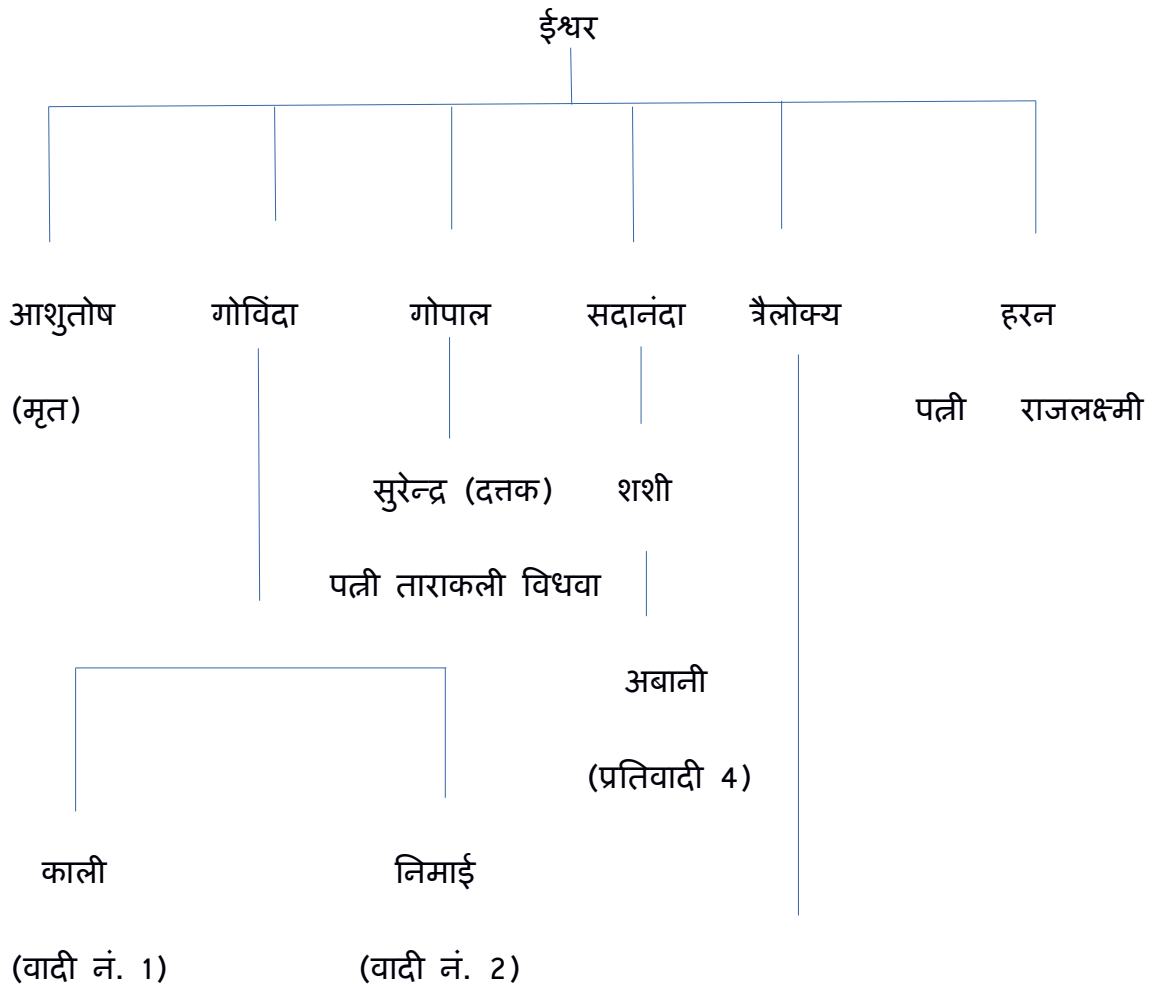 ईश्वर
आशुतोष गोविंदा गोपाल सदानंदा त्रैलोक्य हरन
(मृत) पत्नी राजलक्ष्मी
सुरेन्द्र (दत्तक) शशी
पत्नी ताराकली विधवा
अबानी
(प्रतिवादी 4)
काली निमाई
(वादी नं. 1) (वादी नं. 2)